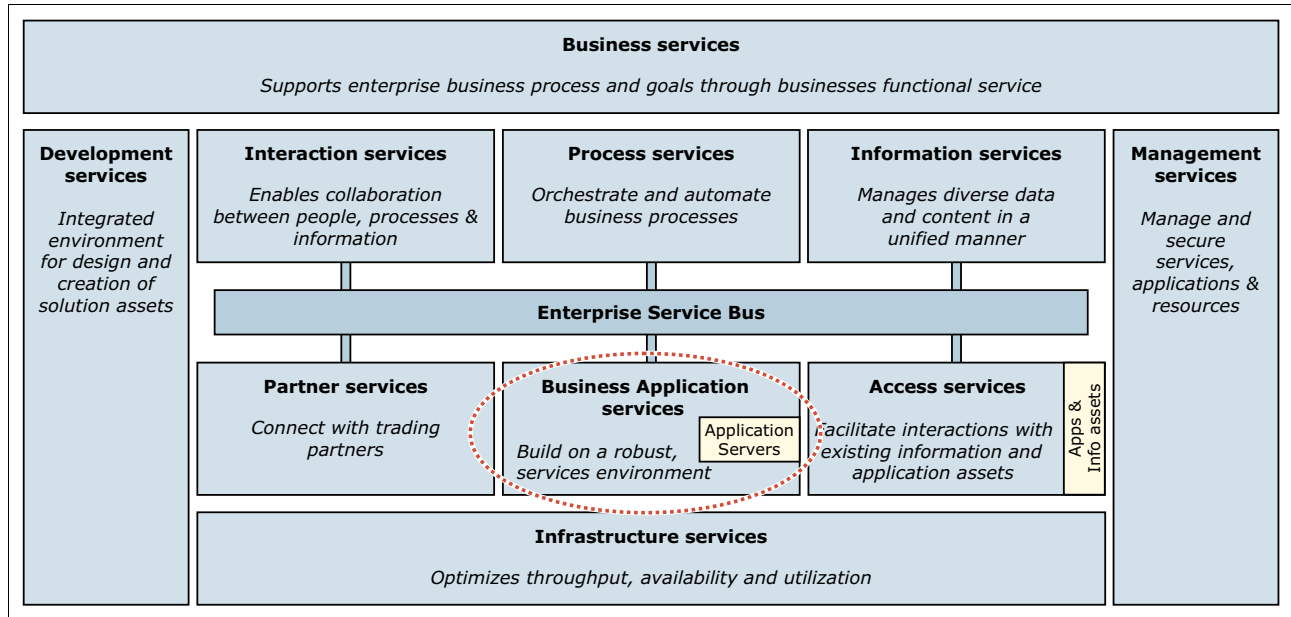 Business services
Supports enterprise business process and goals through businesses functional service
Development
services
Integrated
environment
for design and
creation of
solution assets
Interaction services
Enables collaboration
between people, processes &
information
Process services
Orchestrate and automate
business processes
Information services
Manages diverse data
and content in a
unified manner
Management
services
Manage and
secure
services,
applications &
resources
Enterprise Service Bus
Partner services
Connect with trading
partners
Business Application
services
Application
Servers
Build on a robust,
services environment
Access services
Facilitate interactions with
existing information and
application assets
Apps &
Info assets
Infrastructure services
Optimizes throughput, availability and utilization